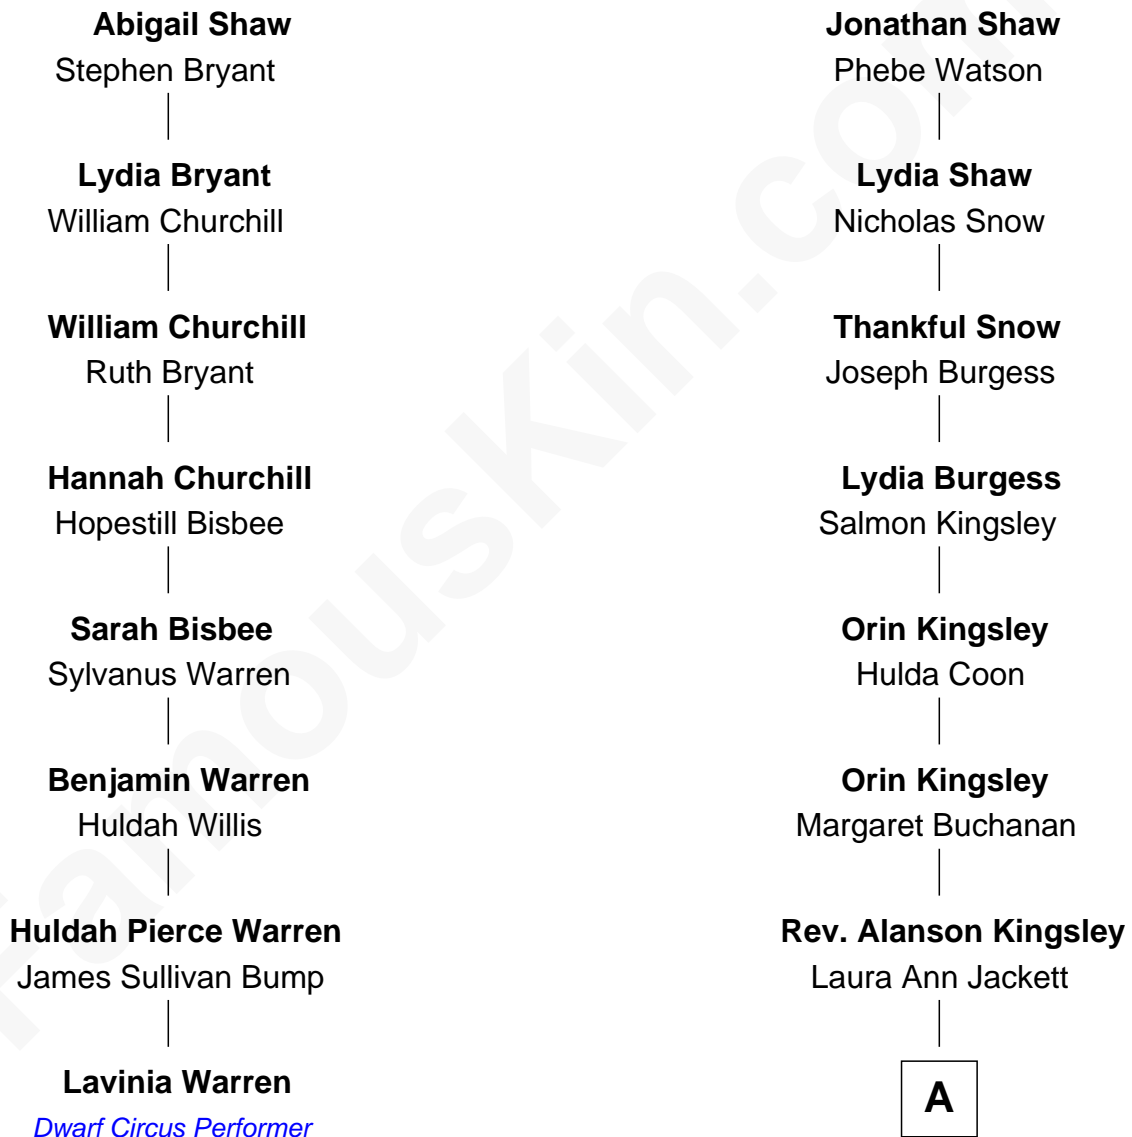 Abigail Shaw
Stephen Bryant
Lydia Bryant
William Churchill
William Churchill
Ruth Bryant
Hannah Churchill
Hopestill Bisbee
Sarah Bisbee
Sylvanus Warren
Benjamin Warren
Huldah Willis
Huldah Pierce Warren
James Sullivan Bump
Lavinia Warren
Dwarf Circus Performer
Jonathan Shaw
Phebe Watson
Lydia Shaw
Nicholas Snow
Thankful Snow
Joseph Burgess
Lydia Burgess
Salmon Kingsley
Orin Kingsley
Hulda Coon
Orin Kingsley
Margaret Buchanan
Rev. Alanson Kingsley
Laura Ann Jackett
A
FamousKin.com